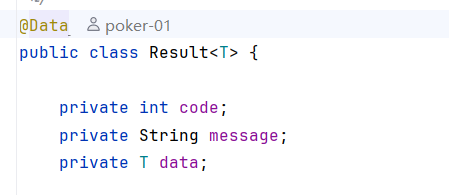 @Data poker-01
public class Result<T> {
private int code;
private String message;
private T data;